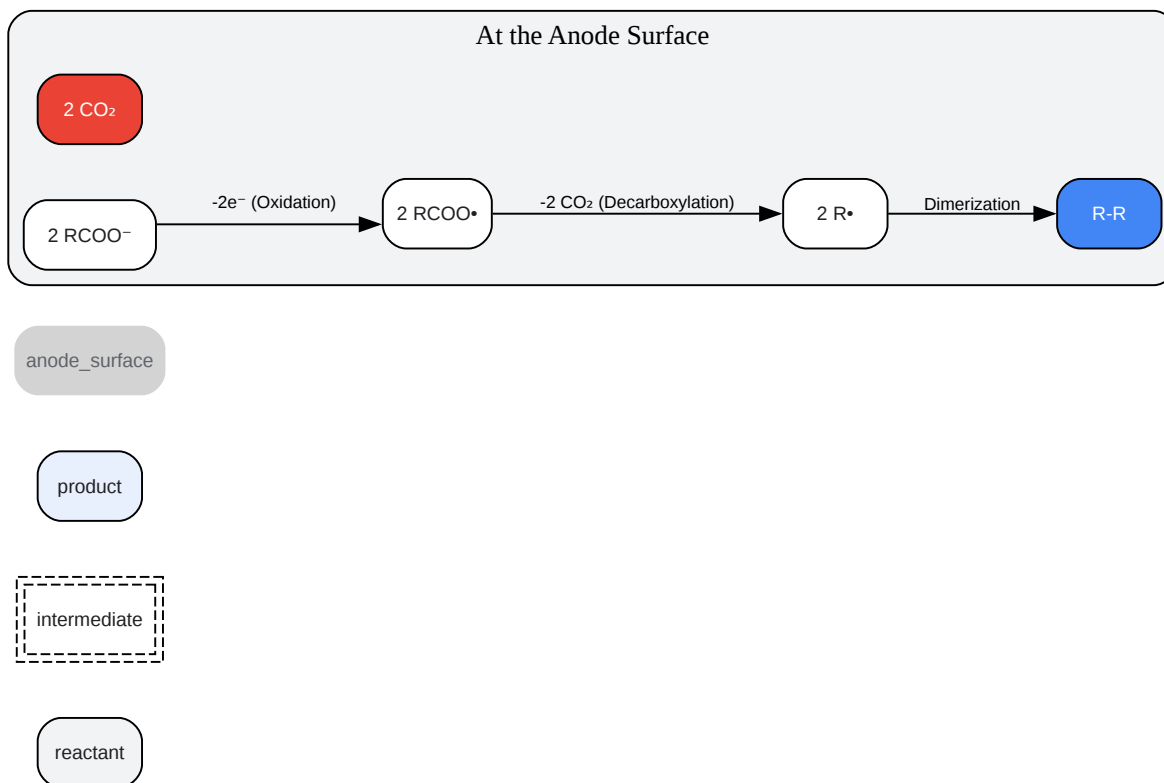 At the Anode Surface
2 CO₂
2 RCOO⁻
-2e⁻ (Oxidation)
2 RCOO•
-2 CO₂ (Decarboxylation)
2 R•
Dimerization
R-R
anode_surface
product
intermediate
reactant